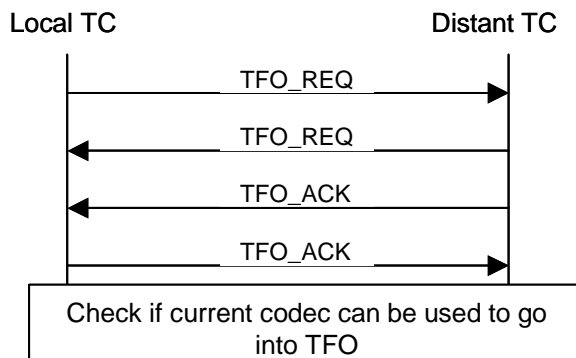 Local TC
Distant TC
TFO_REQ
TFO_REQ
TFO_ACK
TFO_ACK
Check if current codec can be used to go
into TFO